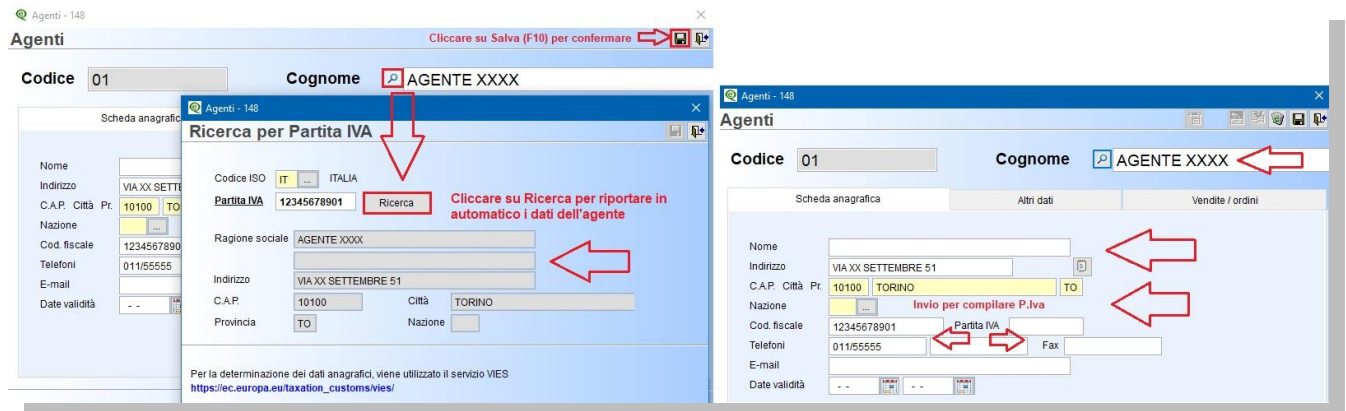 Agenti - 148
Agenti
Cliccare su Salva (F10) per confermare
Codice 01 Cognome AGENTE XXXX
Scheda anagrafic
Nome
Indirizzo VIA XX SETTE
C.A.P. Città Pr. 10100 TO
Nazione ...
Cod. fiscale 1234567890
Telefoni 011/55555
E-mail
Date validità - -
Agenti - 148
Ricerca per Partita IVA
Codice ISO IT ... ITALIA
Partita IVA 12345678901 Ricerca
Cliccare su Ricerca per riportare in
automatico i dati dell'agente
Ragione sociale AGENTE XXXX
Indirizzo VIA XX SETTEMBRE 51
C.A.P. 10100 Città TORINO
Provincia TO Nazione
Per la determinazione dei dati anagrafici, viene utilizzato il servizio VIES
https://ec.europa.eu/taxation_customs/vies/
Agenti - 148
Agenti
Codice 01 Cognome AGENTE XXXX
Scheda anagrafica Altri dati Vendite / ordini
Nome
Indirizzo VIA XX SETTEMBRE 51
C.A.P. Città Pr. 10100 TORINO TO
Nazione ... Invio per compilare P.Iva
Cod. fiscale 12345678901 Partita IVA
Telefoni 011/55555 Fax
E-mail
Date validità - - - -